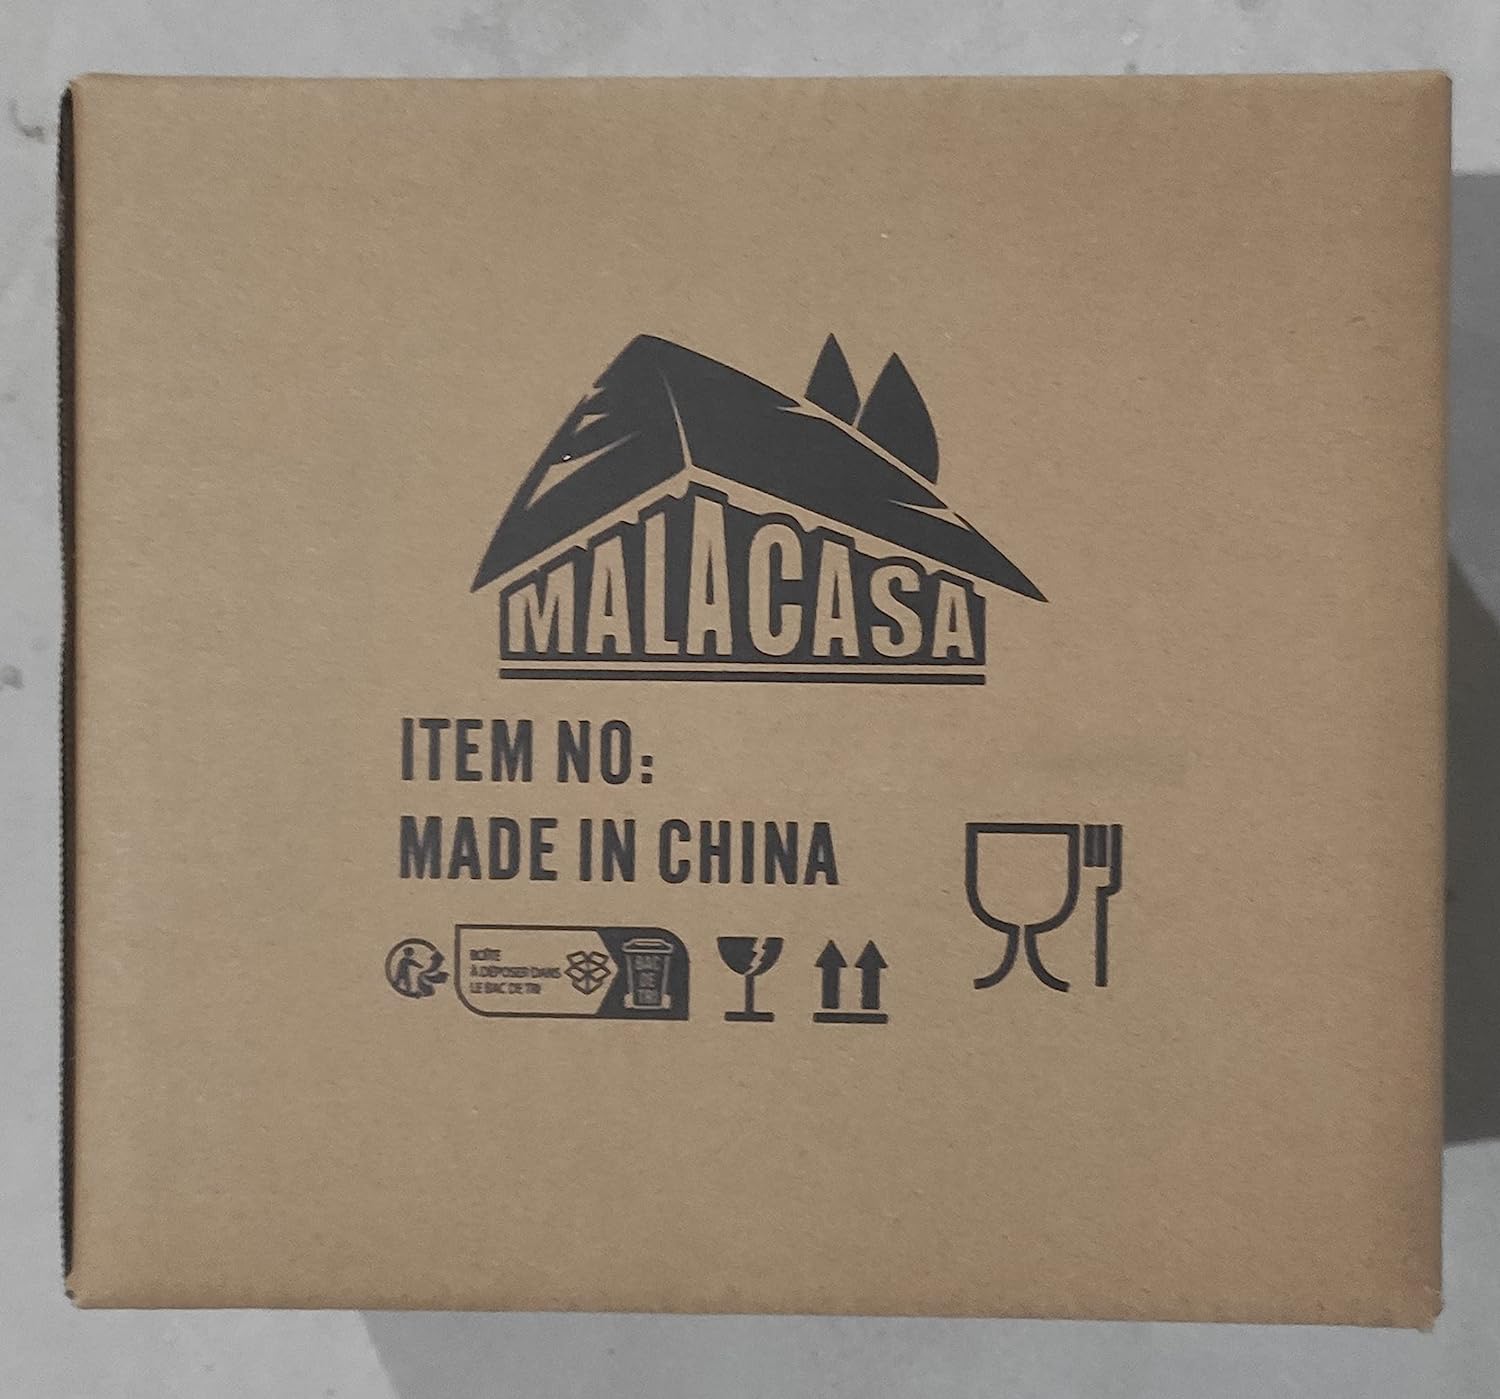 MALACASA
ITEM NO:
MADE IN CHINA
BOÎTE
À DÉPOSER DANS
LE BAC DE TRI
BAC
DE
TRI